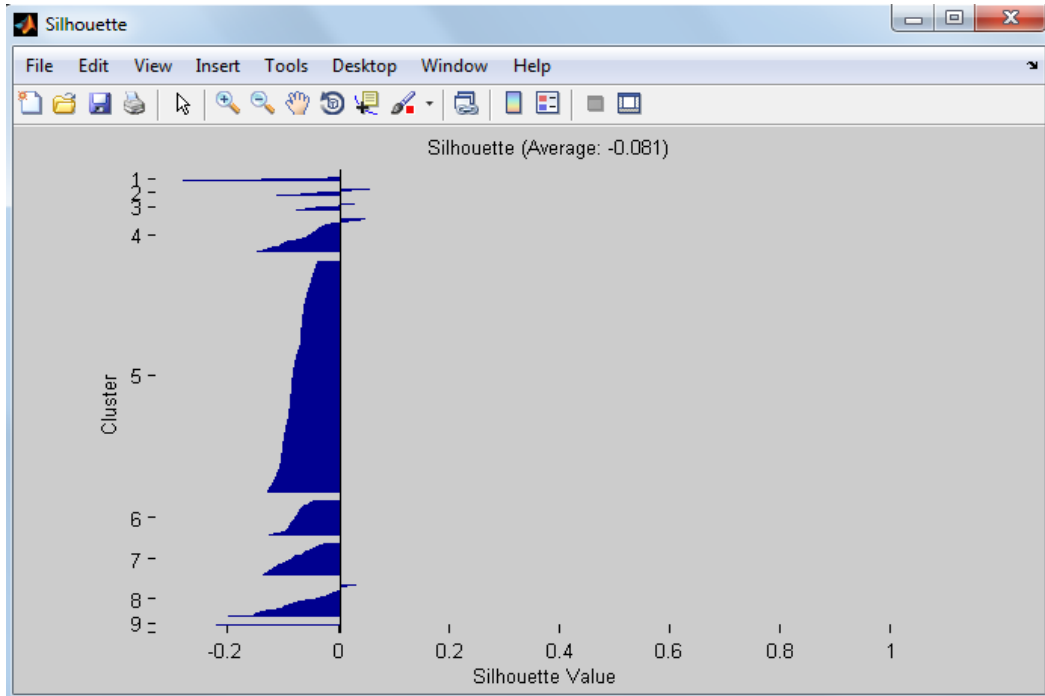 Silhouette
File Edit View Insert Tools Desktop Window Help
Silhouette (Average: -0.081)
1
2
3
4
5
6
7
8
9
Cluster
-0.2 0 0.2 0.4 0.6 0.8 1
Silhouette Value